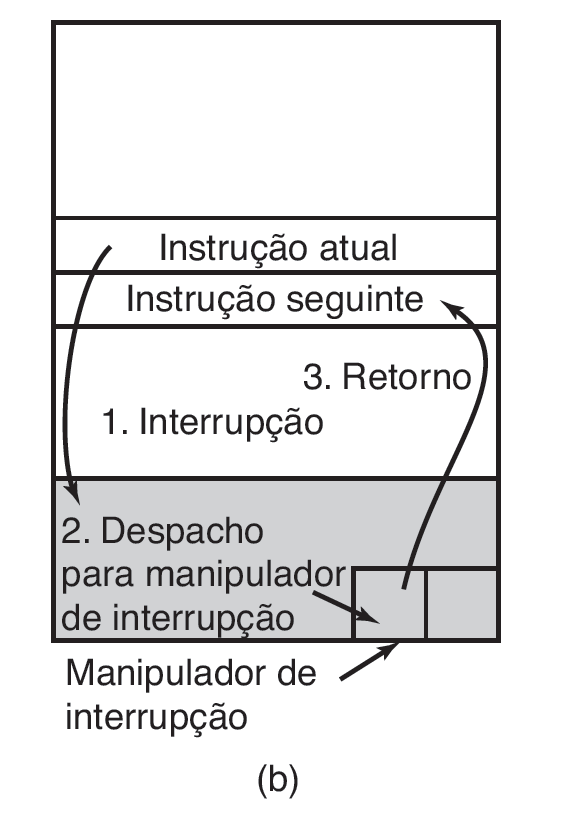 Instrução atual
Instrução seguinte
3. Retorno
1. Interrupção
2. Despacho
para manipulador
de interrupção
Manipulador de
interrupção
(b)